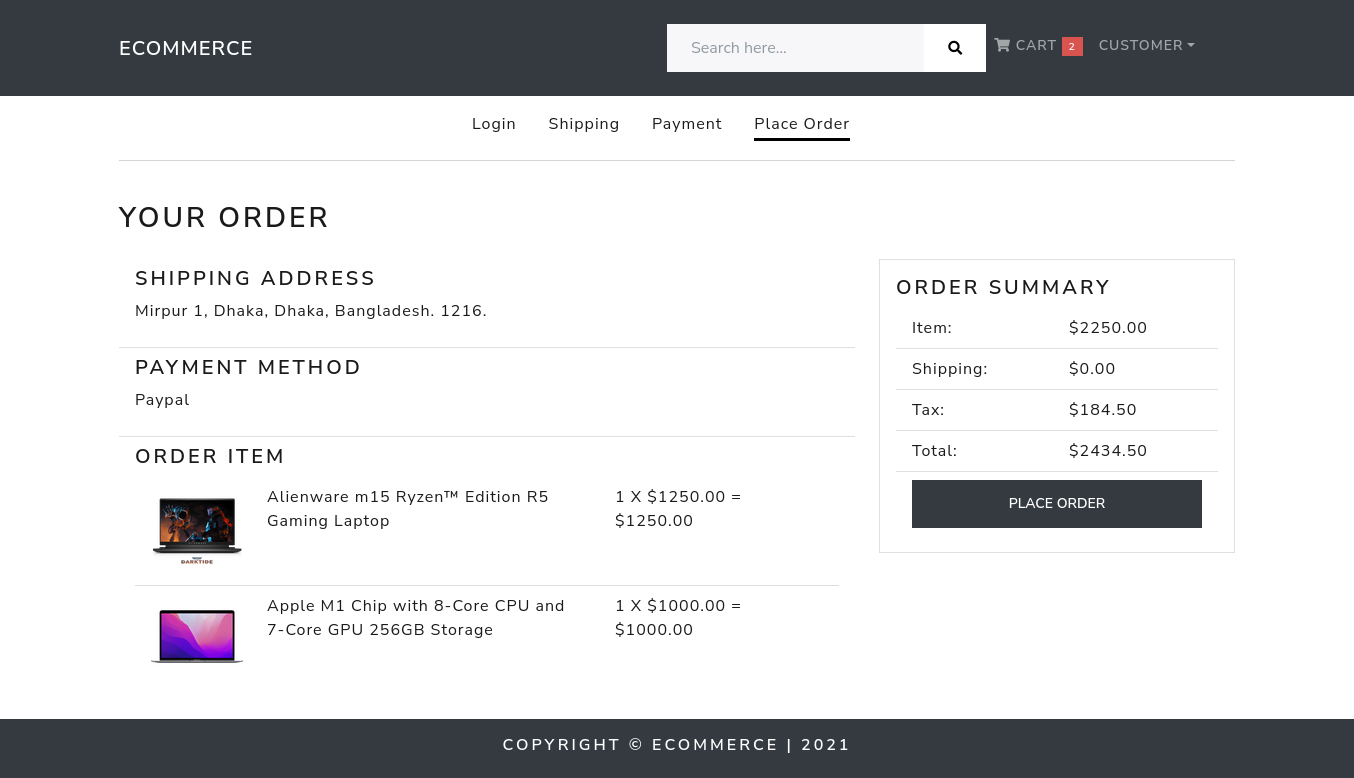 ECOMMERCE
Search here...
CART 2
CUSTOMER
Login
Shipping
Payment
Place Order
YOUR ORDER
SHIPPING ADDRESS
Mirpur 1, Dhaka, Dhaka, Bangladesh. 1216.
PAYMENT METHOD
Paypal
ORDER ITEM
DARKTIDE
Alienware m15 Ryzen™ Edition R5
Gaming Laptop
1 X $1250.00 =
$1250.00
Apple M1 Chip with 8-Core CPU and
7-Core GPU 256GB Storage
1 X $1000.00 =
$1000.00
ORDER SUMMARY
Item: $2250.00
Shipping: $0.00
Tax: $184.50
Total: $2434.50
PLACE ORDER
COPYRIGHT © ECOMMERCE | 2021